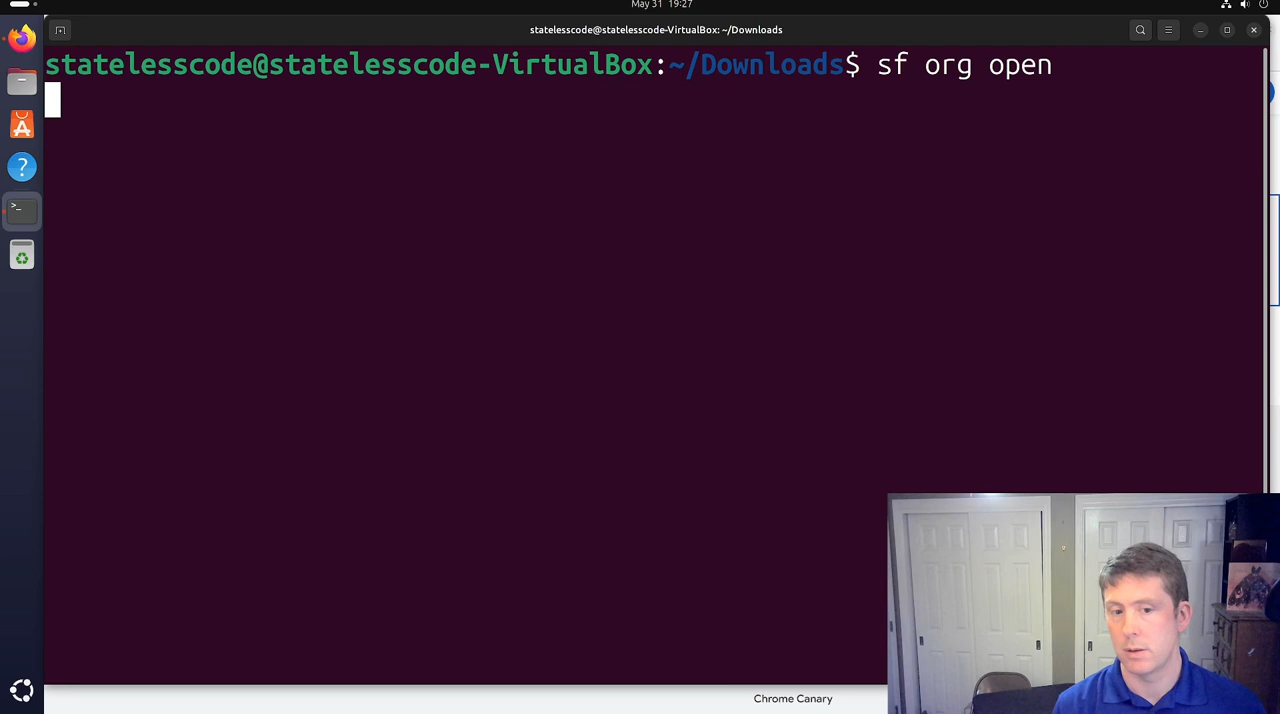 May 31 19:27
statelesscode@statelesscode-VirtualBox: ~/Downloads
statelesscode@statelesscode-VirtualBox:~/Downloads$ sf org open
Chrome Canary